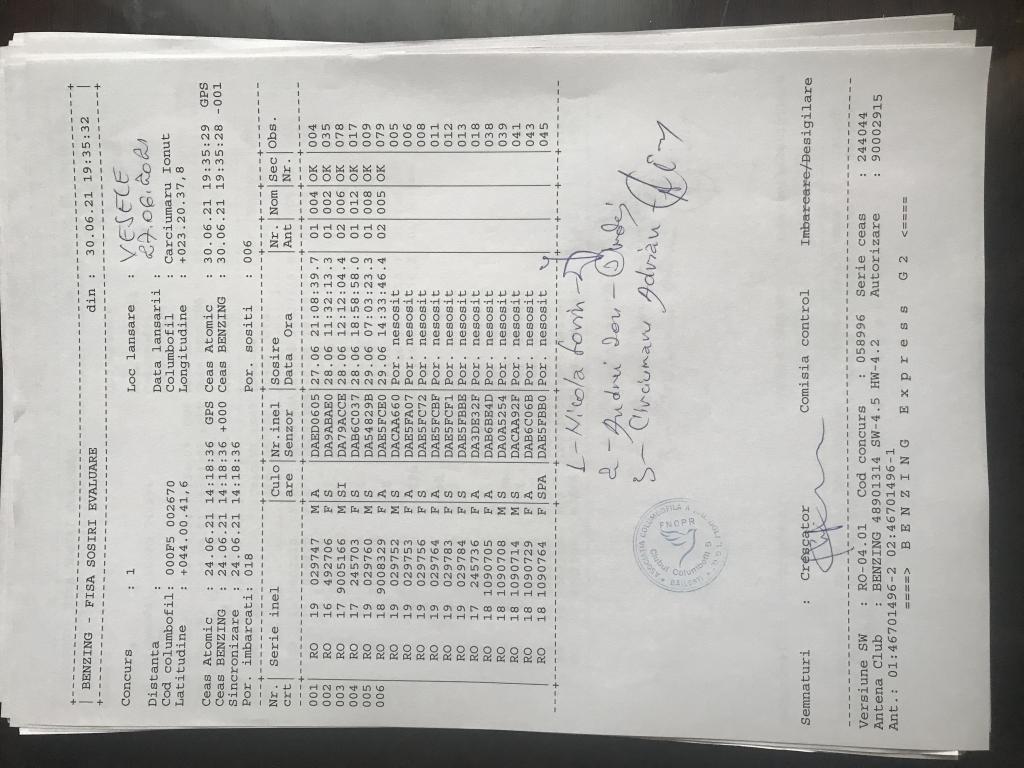 BENZING - FISA SOSIRI EVALUARE din : 30.06.21 19:35:32
Concurs : 1 Loc lansare : VESELE
27.06.2021
Distanta : Data lansarii :
Cod columbofil: 000F5 002670 Columbofil : Carciumaru Ionut
Latitudine : +044.00.41,6 Longitudine : +023.20.37,8
Ceas Atomic : 24.06.21 14:18:36 GPS Ceas Atomic : 30.06.21 19:35:29 GPS
Ceas BENZING : 24.06.21 14:18:36 +000 Ceas BENZING : 30.06.21 19:35:28 -001
Sincronizare : 24.06.21 14:18:36
Por. imbarcati: 018 Por. sositi : 006
Nr. | Serie inel |Culo|Nr.inel |Sosire |Nr. |Nom |Sec |Obs.
crt | |are |Senzor |Data Ora |Ant | |Nr. |
001 | RO 19 029747 M|A |DAED0605|27.06 21:08:39.7 |01 |004 |OK |004
002 | RO 16 492706 F|S |DA9ABAE0|28.06 11:32:13.3 |01 |002 |OK |035
003 | RO 17 9005166 M|SI |DA79ACCE|28.06 12:12:04.4 |02 |006 |OK |078
004 | RO 17 245703 F|S |DAB6C037|28.06 18:58:58.0 |01 |012 |OK |017
005 | RO 19 029760 M|S |DA54829B|29.06 07:03:23.3 |01 |008 |OK |009
006 | RO 18 9008329 M|A |DAE5FCE0|29.06 14:33:46.4 |02 |005 |OK |079
RO 19 029752 M|S |DACAA660|Por. nesosit 005
RO 19 029753 F|A |DAE5FA07|Por. nesosit 006
RO 19 029756 F|S |DAE5FC72|Por. nesosit 008
RO 19 029764 F|A |DAE5FCBF|Por. nesosit 011
RO 19 029783 F|S |DAE5FCF1|Por. nesosit 012
RO 19 029784 F|S |DAE5FBBE|Por. nesosit 013
RO 17 245736 F|A |DA3DE32F|Por. nesosit 018
RO 18 1090705 F|A |DAB6BE4D|Por. nesosit 038
RO 18 1090708 M|S |DA0A5254|Por. nesosit 039
RO 18 1090714 M|S |DACAA92F|Por. nesosit 041
RO 18 1090729 F|A |DAB6C06B|Por. nesosit 043
RO 18 1090764 F|SPA |DAE5FBB0|Por. nesosit 045
1 - Nicola Sorin -
2 - Andrei Dan -
3 - Circiumaru Adrian
FNCPR
Clubul Columbofil
BAILESTI
Semnaturi : Crescator Comisia control Imbarcare/Desigilare
Versiune SW : RO-04.01 Cod concurs : 058996 Serie ceas : 244044
Antena Club : BENZING 48901314 SW-4.5 HW-4.2 Autorizare : 90002915
Ant.: 01:46701496-2 02:46701496-1
====> B E N Z I N G E x p r e s s G 2 <====